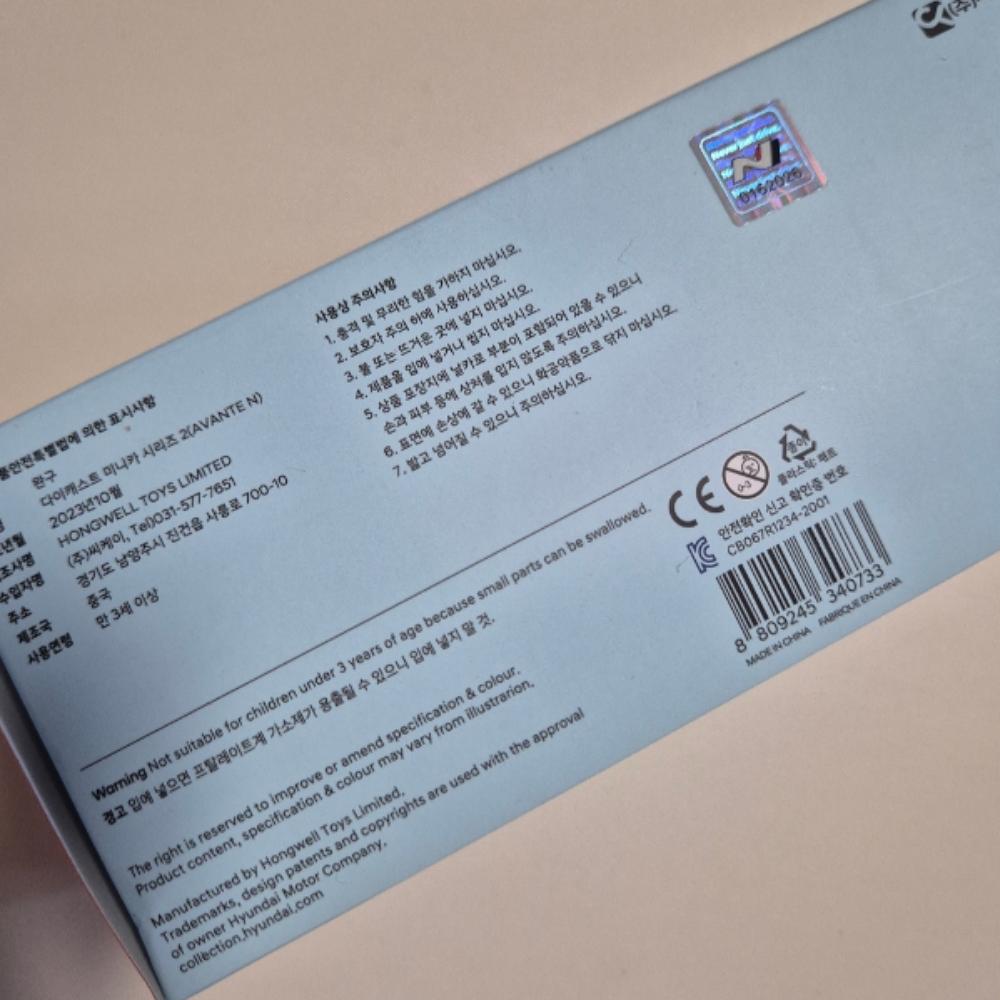 (주)
Never just drive.
N
0162026
사용상 주의사항
1. 충격 및 무리한 힘을 가하지 마십시오.
2. 보호자 주의 하에 사용하십시오.
3. 불 또는 뜨거운 곳에 넣지 마십시오.
4. 제품을 입에 넣거나 빨지 마십시오.
5. 상품 포장지에 날카로 부분이 포함되어 있을 수 있으니
손과 피부 등에 상처를 입지 않도록 주의하십시오.
6. 표면에 손상에 갈 수 있으니 화공약품으로 닦지 마십시오.
7. 밟고 넘어질 수 있으니 주의하십시오.
품안전특별법에 의한 표시사항
완구
다이캐스트 미니카 시리즈 2(AVANTE N)
2023년10월
HONGWELL TOYS LIMITED
수입자명 (주)씨케이, Tel)031-577-7651
주소 경기도 남양주시 진건읍 사릉로 700-10
제조국 중국
사용연령 만 3세 이상
CE 0-3 종이
플라스틱: 페트
안전확인 신고 확인증 번호
CB067R1234-2001
8 809245 340733
MADE IN CHINA FABRIQUE EN CHINA
Warning Not suitable for children under 3 years of age because small parts can be swallowed.
경고 입에 넣으면 프탈레이트계 가소제가 용출될 수 있으니 입에 넣지 말 것.
The right is reserved to improve or amend specification & colour.
Product content, specification & colour may vary from illustrarion.
Manufactured by Hongwell Toys Limited.
Trademarks, design patents and copyrights are used with the approval
of owner Hyundai Motor Company.
collection.hyundai.com